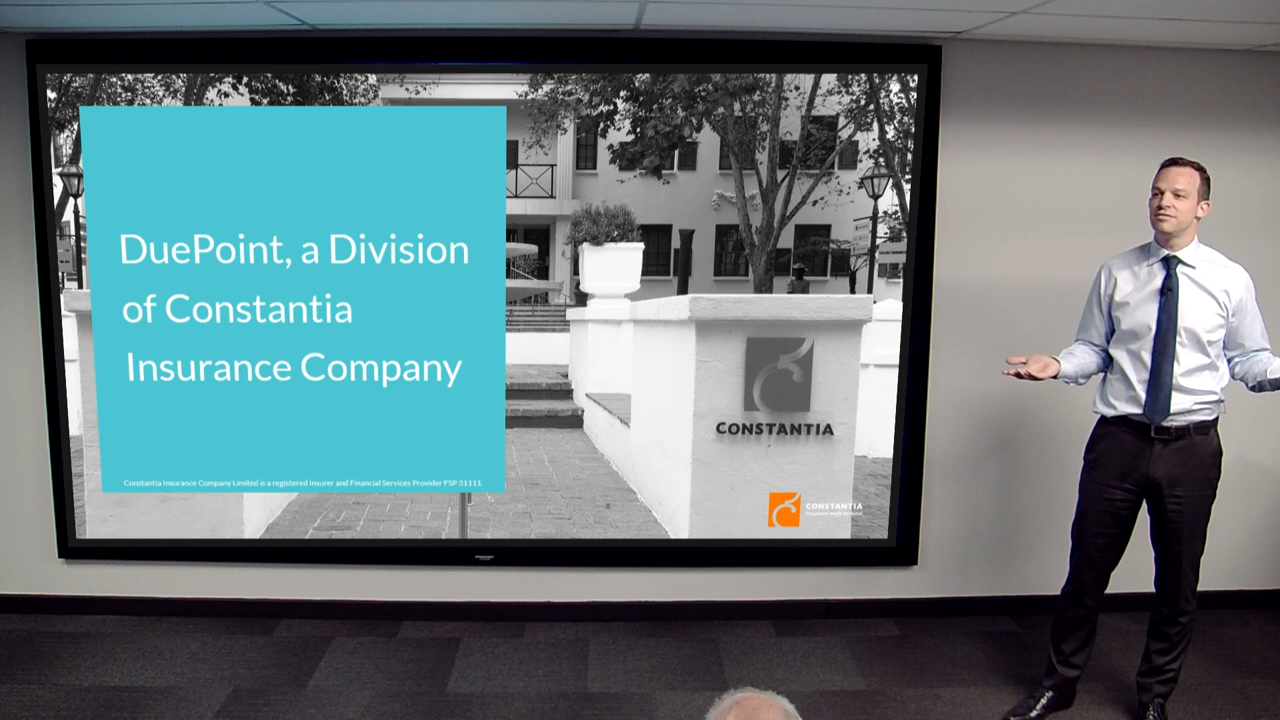 DuePoint, a Division
of Constantia
Insurance Company
Constantia Insurance Company Limited is a registered Insurer and Financial Services Provider FSP 31111.
CONSTANTIA
CONSTANTIA